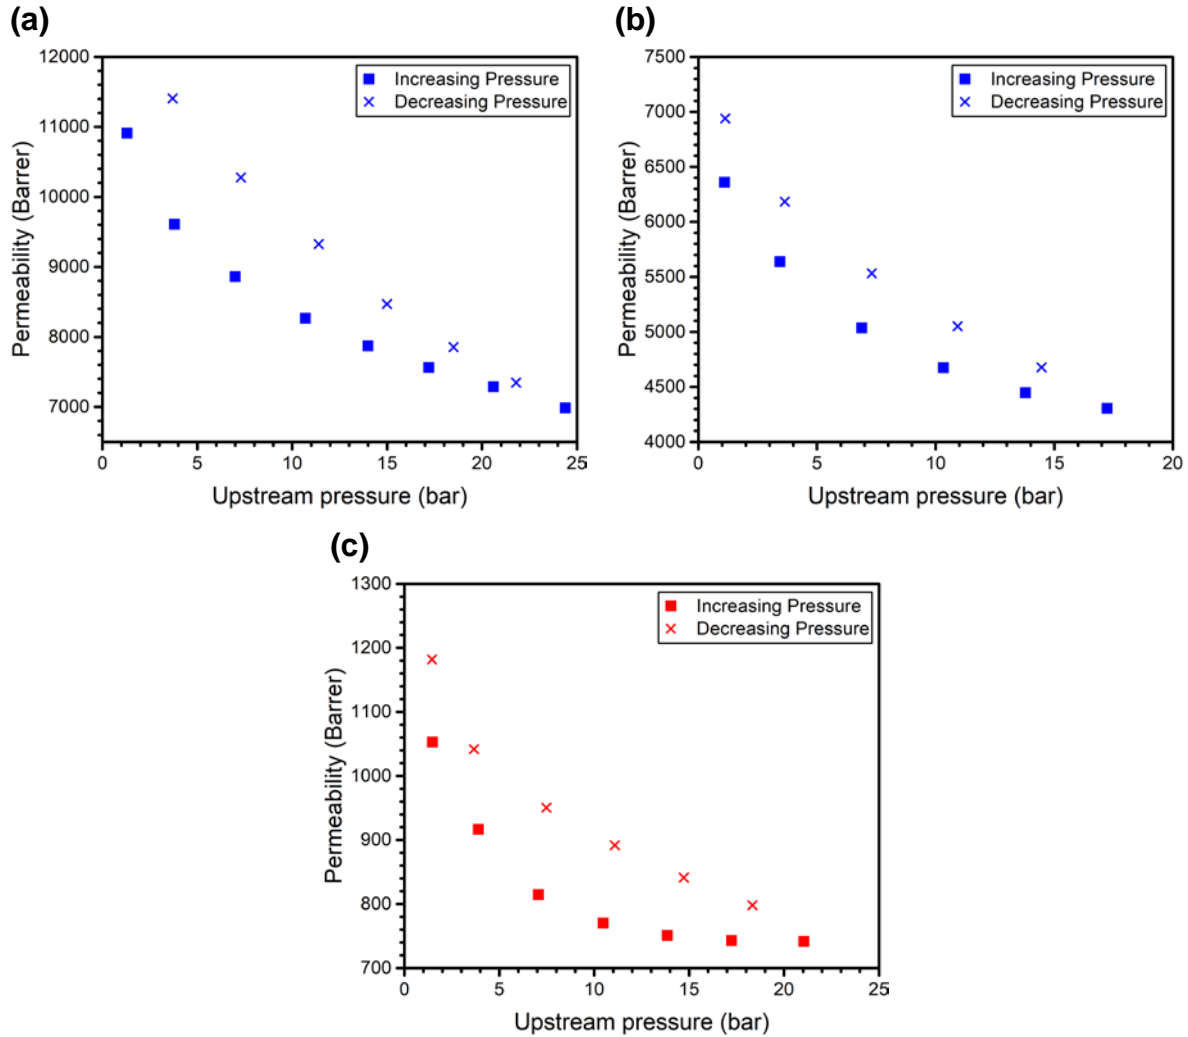 (a)
12000
11000
10000
9000
8000
7000
0 5 10 15 20 25
Permeability (Barrer)
Upstream pressure (bar)
Increasing Pressure
Decreasing Pressure
(b)
7500
7000
6500
6000
5500
5000
4500
4000
0 5 10 15 20
Permeability (Barrer)
Upstream pressure (bar)
Increasing Pressure
Decreasing Pressure
(c)
1300
1200
1100
1000
900
800
700
0 5 10 15 20 25
Permeability (Barrer)
Upstream pressure (bar)
Increasing Pressure
Decreasing Pressure